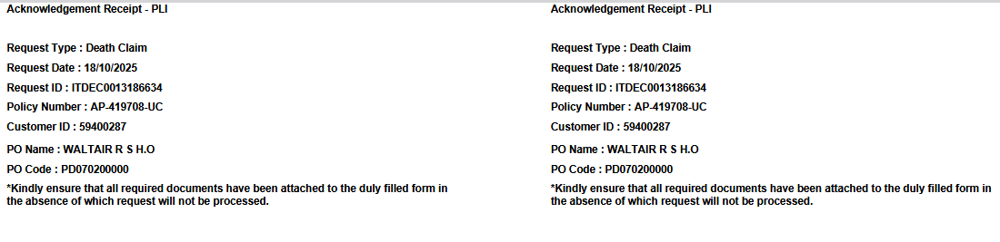 Acknowledgement Receipt - PLI
Request Type : Death Claim
Request Date : 18/10/2025
Request ID : ITDEC0013186634
Policy Number : AP-419708-UC
Customer ID : 59400287
PO Name : WALTAIR R S H.O
PO Code : PD070200000
*Kindly ensure that all required documents have been attached to the duly filled form in
the absence of which request will not be processed.
Acknowledgement Receipt - PLI
Request Type : Death Claim
Request Date : 18/10/2025
Request ID : ITDEC0013186634
Policy Number : AP-419708-UC
Customer ID : 59400287
PO Name : WALTAIR R S H.O
PO Code : PD070200000
*Kindly ensure that all required documents have been attached to the duly filled form in
the absence of which request will not be processed.